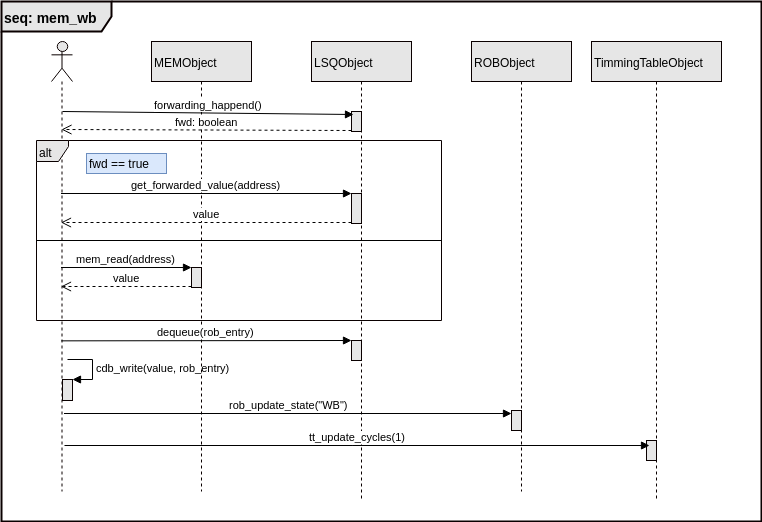 seq: mem_wb
MEMObject
LSQObject
ROBObject
TimmingTableObject
forwarding_happend()
fwd: boolean
alt
fwd == true
get_forwarded_value(address)
value
mem_read(address)
value
dequeue(rob_entry)
cdb_write(value, rob_entry)
rob_update_state("WB")
tt_update_cycles(1)